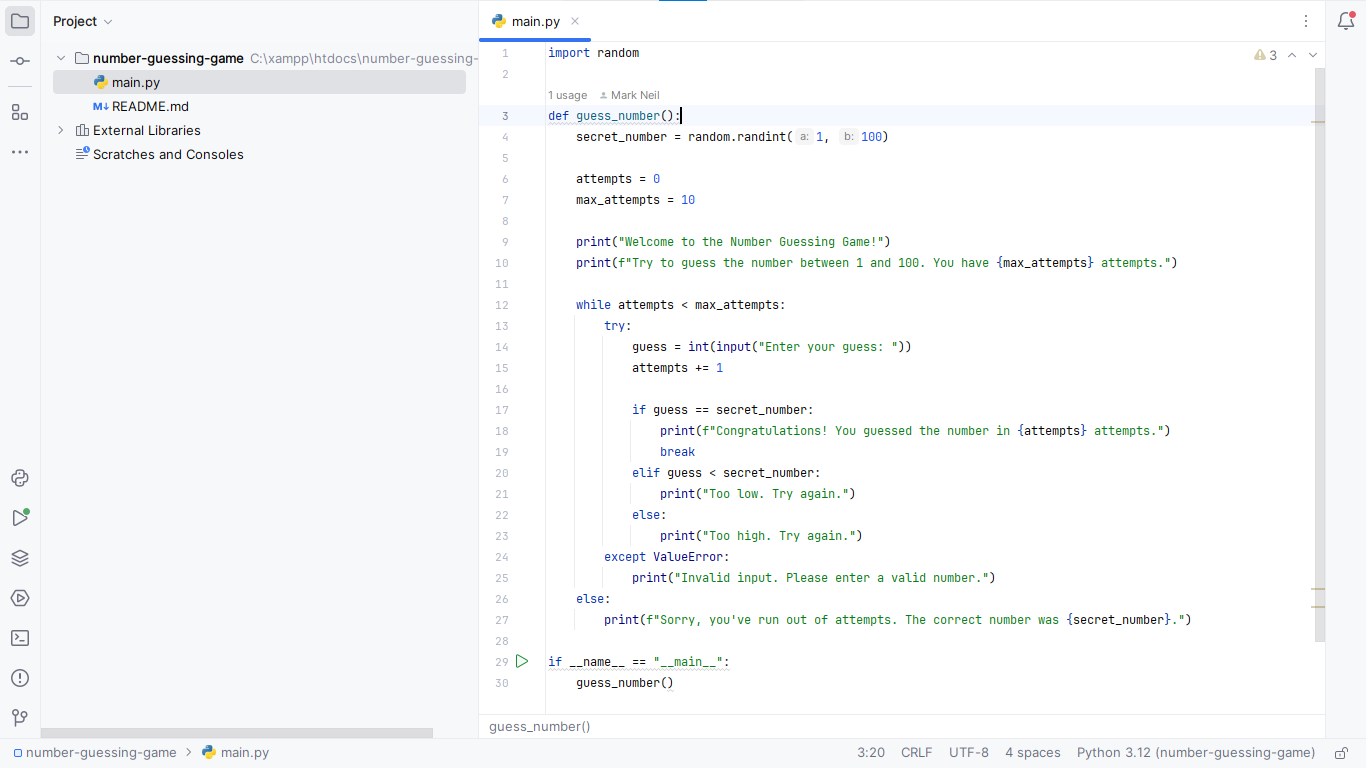 Project
main.py
number-guessing-game C:\xampp\htdocs\number-guessing-
main.py
M↓ README.md
External Libraries
Scratches and Consoles
3
1 import random
2
1 usage Mark Neil
3 def guess_number():
4 secret_number = random.randint( a: 1, b: 100)
5
6 attempts = 0
7 max_attempts = 10
8
9 print("Welcome to the Number Guessing Game!")
10 print(f"Try to guess the number between 1 and 100. You have {max_attempts} attempts.")
11
12 while attempts < max_attempts:
13 try:
14 guess = int(input("Enter your guess: "))
15 attempts += 1
16
17 if guess == secret_number:
18 print(f"Congratulations! You guessed the number in {attempts} attempts.")
19 break
20 elif guess < secret_number:
21 print("Too low. Try again.")
22 else:
23 print("Too high. Try again.")
24 except ValueError:
25 print("Invalid input. Please enter a valid number.")
26 else:
27 print(f"Sorry, you've run out of attempts. The correct number was {secret_number}.")
28
29 if __name__ == "__main__":
30 guess_number()
guess_number()
number-guessing-game main.py
3:20 CRLF UTF-8 4 spaces Python 3.12 (number-guessing-game)